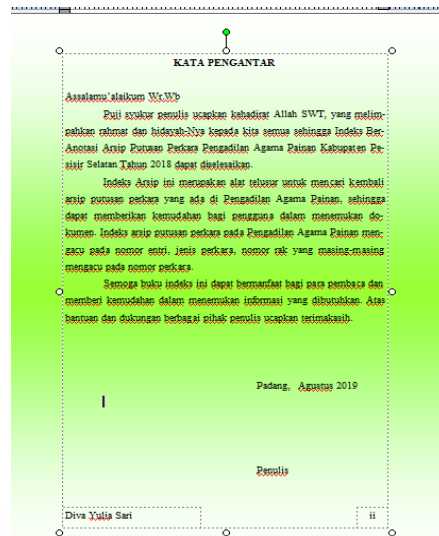 KATA PENGANTAR
Assalamu'alaikum Wr.Wb
Puji syukur penulis ucapkan kehadirat Allah SWT, yang melim-
pahkan rahmat dan hidayah-Nya kepada kita semua sehingga Indeks Ber-
Anotasi Arsip Putusan Perkara Pengadilan Agama Painan Kabupaten Pe-
sisir Selatan Tahun 2018 dapat diselesaikan.
Indeks Arsip ini merupakan alat telusur untuk mencari kembali
arsip putusan perkara yang ada di Pengadilan Agama Painan, sehingga
dapat memberikan kemudahan bagi pengguna dalam menemukan do-
kumen. Indeks arsip putusan perkara pada Pengadilan Agama Painan men-
gacu pada nomor entri, jenis perkara, nomor rak yang masing-masing
mengacu pada nomor perkara.
Semoga buku indeks ini dapat bermanfaat bagi para pembaca dan
memberi kemudahan dalam menemukan informasi yang dibutuhkan. Atas
bantuan dan dukungan berbagai pihak penulis ucapkan terimakasih.
Padang, Agustus 2019
Penulis
Diva Yulia Sari ii